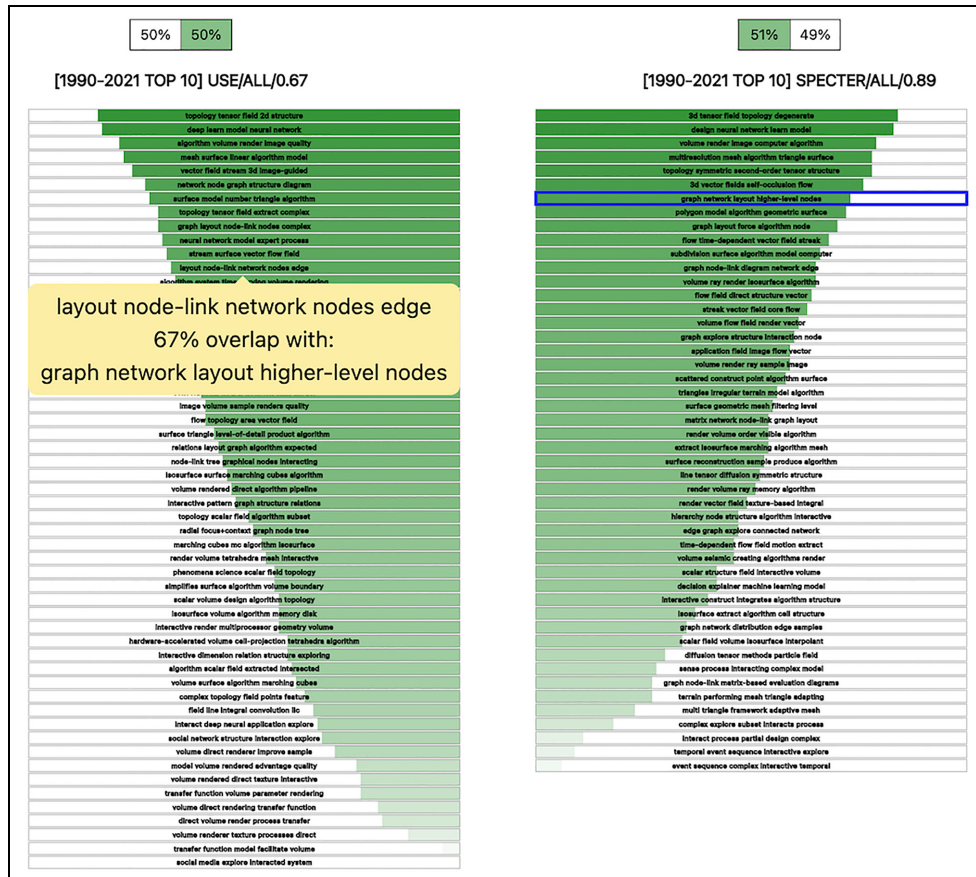 50% 50%
[1990-2021 TOP 10] USE/ALL/0.67
topology tensor field 2d structure
deep learn model neural network
algorithm volume render image quality
mesh surface linear algorithm model
vector field stream 3d image-guided
network node graph structure diagram
surface model number triangle algorithm
topology tensor field extract complex
graph layout node-link nodes complex
neural network model expert process
stream surface vector flow field
layout node-link network nodes edge
layout node-link network nodes edge
67% overlap with:
graph network layout higher-level nodes
image volume sample renders quality
flow topology area vector field
surface triangle level-of-detail product algorithm
relations layout graph algorithm expected
node-link tree graphical nodes interacting
isosurface surface marching cubes algorithm
volume rendered direct algorithm pipeline
interactive pattern graph structure relations
topology scalar field algorithm subset
radial focus+context graph node tree
marching cubes mc algorithm isosurface
render volume tetrahedra mesh interactive
phenomena science scalar field topology
simplifies surface algorithm volume boundary
scalar volume design algorithm topology
isosurface volume algorithm memory disk
interactive render multiprocessor geometry volume
hardware-accelerated volume cell-projection tetrahedra algorithm
interactive dimension relation structure exploring
algorithm scalar field extracted intersected
volume surface algorithm marching cubes
complex topology field points feature
field line integral convolution lic
interact deep neural application explore
social network structure interaction explore
volume direct renderer improve sample
model volume rendered advantage quality
volume rendered direct texture interactive
transfer function volume parameter rendering
volume direct rendering transfer function
direct volume render process transfer
volume renderer texture processes direct
transfer function model facilitate volume
social media explore interacted system
51% 49%
[1990-2021 TOP 10] SPECTER/ALL/0.89
3d tensor field topology degenerate
design neural network learn model
volume render image computer algorithm
multiresolution mesh algorithm triangle surface
topology symmetric second-order tensor structure
3d vector fields self-occlusion flow
graph network layout higher-level nodes
polygon model algorithm geometric surface
graph layout force algorithm node
flow time-dependent vector field streak
subdivision surface algorithm model computer
graph node-link diagram network edge
volume ray render isosurface algorithm
flow field direct structure vector
streak vector field core flow
volume flow field render vector
graph explore structure interaction node
application field image flow vector
volume render ray sample image
scattered construct point algorithm surface
triangles irregular terrain model algorithm
surface geometric mesh filtering level
matrix network node-link graph layout
render volume order visible algorithm
extract isosurface marching algorithm mesh
surface reconstruction sample produce algorithm
line tensor diffusion symmetric structure
render volume ray memory algorithm
render vector field texture-based integral
hierarchy node structure algorithm interactive
edge graph explore connected network
time-dependent flow field motion extract
volume seismic creating algorithms render
scalar structure field interactive volume
decision explainer machine learning model
interactive construct integrates algorithm structure
isosurface extract algorithm cell structure
graph network distribution edge samples
scalar field volume isosurface interpolant
diffusion tensor methods particle field
sense process interacting complex model
graph node-link matrix-based evaluation diagrams
terrain performing mesh triangle adapting
multi triangle framework adaptive mesh
complex explore subset interacts process
interact process partial design complex
temporal event sequence interactive explore
event sequence complex interactive temporal